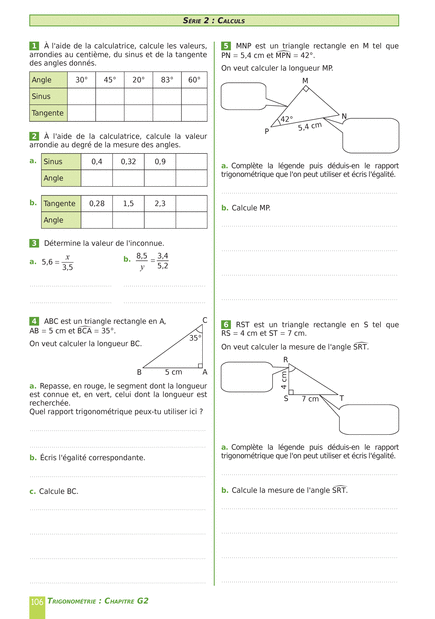 SÉRIE 2 : CALCULS
1 À l'aide de la calculatrice, calcule les valeurs,
arrondies au centième, du sinus et de la tangente
des angles donnés.
Angle 30° 45° 20° 83° 60°
Sinus
Tangente
2 À l'aide de la calculatrice, calcule la valeur
arrondie au degré de la mesure des angles.
a. Sinus 0,4 0,32 0,9
Angle
b. Tangente 0,28 1,5 2,3
Angle
3 Détermine la valeur de l'inconnue.
a. 5,6 = x/3,5 b. 8,5/y = 3,4/5,2
4 ABC est un triangle rectangle en A,
AB = 5 cm et BCA = 35°.
On veut calculer la longueur BC.
C
35°
B 5 cm A
a. Repasse, en rouge, le segment dont la longueur
est connue et, en vert, celui dont la longueur est
recherchée.
Quel rapport trigonométrique peux-tu utiliser ici ?
b. Écris l'égalité correspondante.
c. Calcule BC.
5 MNP est un triangle rectangle en M tel que
PN = 5,4 cm et MPN = 42°.
On veut calculer la longueur MP.
M
42° N
P 5,4 cm
a. Complète la légende puis déduis-en le rapport
trigonométrique que l'on peut utiliser et écris l'égalité.
b. Calcule MP.
6 RST est un triangle rectangle en S tel que
RS = 4 cm et ST = 7 cm.
On veut calculer la mesure de l'angle SRT.
R
4 cm
S 7 cm T
a. Complète la légende puis déduis-en le rapport
trigonométrique que l'on peut utiliser et écris l'égalité.
b. Calcule la mesure de l'angle SRT.
106 TRIGONOMÉTRIE : CHAPITRE G2